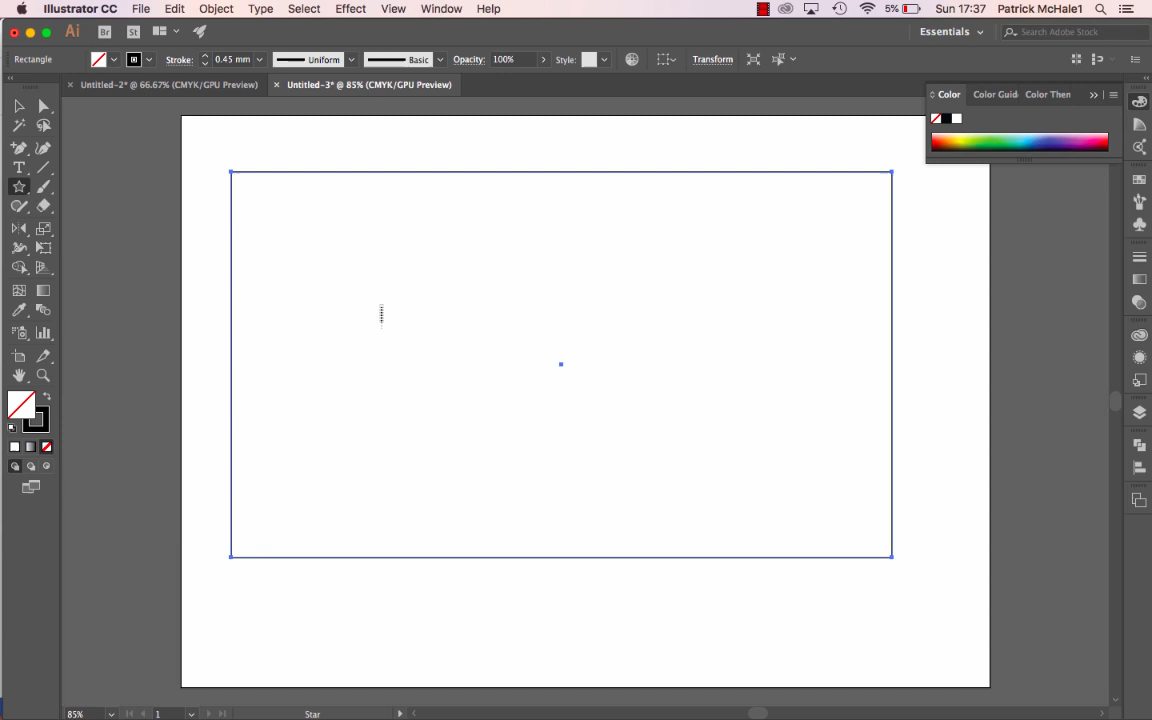 Illustrator CC File Edit Object Type Select Effect View Window Help 5% Sun 17:37 Patrick McHale1
Ai Br St Essentials Search Adobe Stock
Rectangle Stroke: 0.45 mm Uniform Basic Opacity: 100% Style: Transform
× Untitled-2* @ 66.67% (CMYK/GPU Preview) × Untitled-3* @ 85% (CMYK/GPU Preview)
Color Color Guid Color Then
T
85% 1 Star